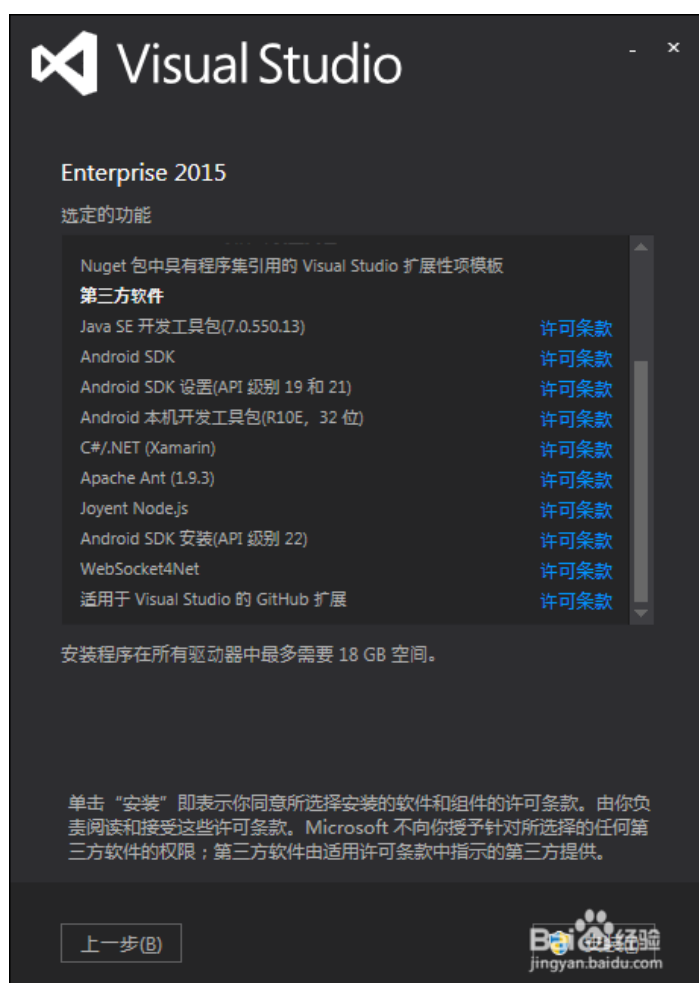 Visual Studio
Enterprise 2015
选定的功能
Nuget 包中具有程序集引用的 Visual Studio 扩展性项模板
第三方软件
Java SE 开发工具包(7.0.550.13) 许可条款
Android SDK 许可条款
Android SDK 设置(API 级别 19 和 21) 许可条款
Android 本机开发工具包(R10E，32 位) 许可条款
C#/.NET (Xamarin) 许可条款
Apache Ant (1.9.3) 许可条款
Joyent Node.js 许可条款
Android SDK 安装(API 级别 22) 许可条款
WebSocket4Net 许可条款
适用于 Visual Studio 的 GitHub 扩展 许可条款
安装程序在所有驱动器中最多需要 18 GB 空间。
单击“安装”即表示你同意所选择安装的软件和组件的许可条款。由你负
责阅读和接受这些许可条款。Microsoft 不向你授予针对所选择的任何第
三方软件的权限；第三方软件由适用许可条款中指示的第三方提供。
上一步(B)
Bai 经验
jingyan.baidu.com